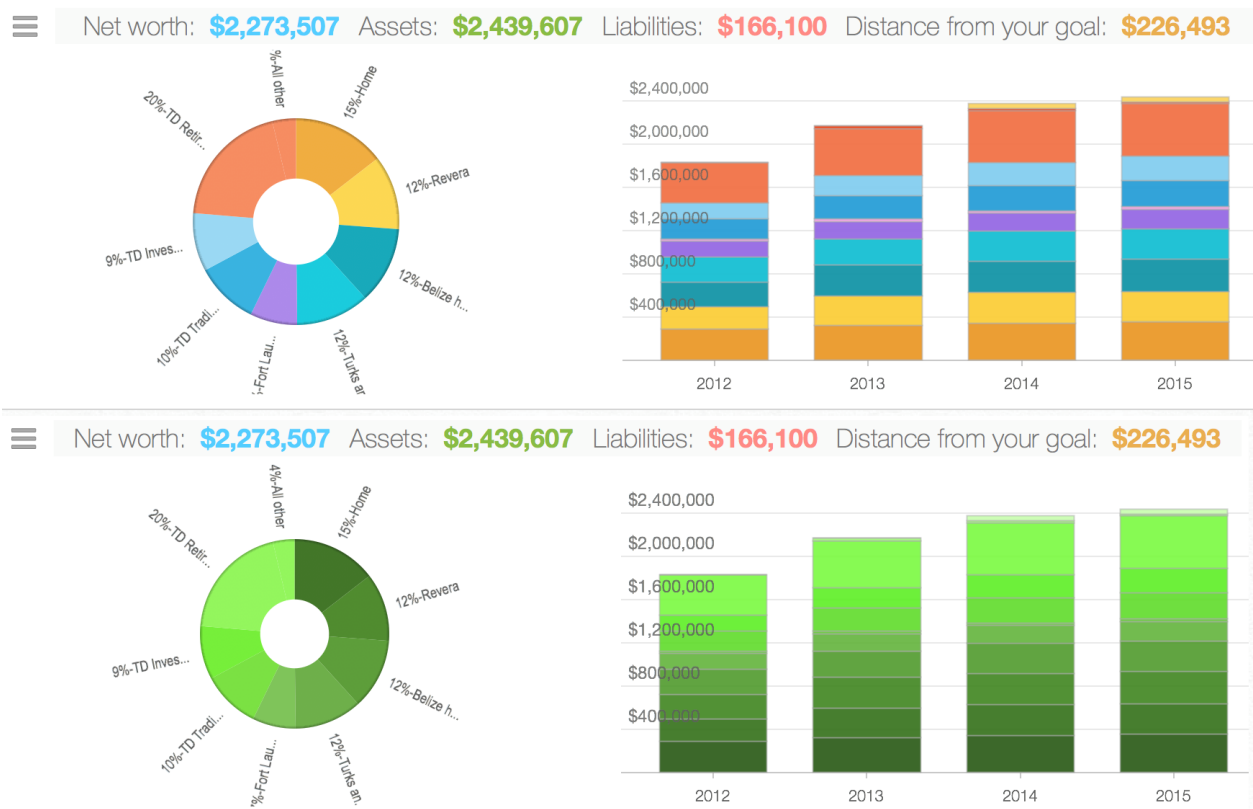 Net worth: $2,273,507 Assets: $2,439,607 Liabilities: $166,100 Distance from your goal: $226,493
%-All other
15%-Home
20%-TD Retir...
12%-Revera
9%-TD Inves...
12%-Belize h...
10%-TD Tradi...
%-Fort Lau...
12%-Turks ar
$2,400,000
$2,000,000
$1,600,000
$1,200,000
$800,000
$400,000
2012 2013 2014 2015
Net worth: $2,273,507 Assets: $2,439,607 Liabilities: $166,100 Distance from your goal: $226,493
4%-All other
15%-Home
20%-TD Retir...
12%-Revera
9%-TD Inves...
12%-Belize h...
10%-TD Tradi...
%-Fort Lau...
12%-Turks an.
$2,400,000
$2,000,000
$1,600,000
$1,200,000
$800,000
$400,000
2012 2013 2014 2015